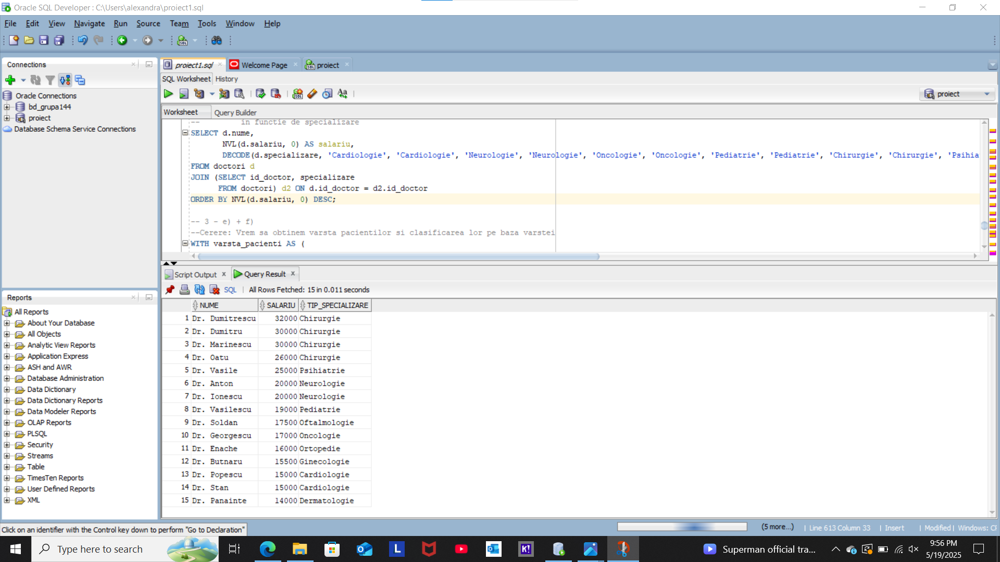 Oracle SQL Developer : C:\Users\alexandra\proiect1.sql
File Edit View Navigate Run Source Team Tools Window Help
Connections
Oracle Connections
bd_grupa144
proiect
Database Schema Service Connections
proiect1.sql Welcome Page proiect
SQL Worksheet History
proiect
Worksheet Query Builder
-- in functie de specializare
SELECT d.nume,
NVL(d.salariu, 0) AS salariu,
DECODE(d.specializare, 'Cardiologie', 'Cardiologie', 'Neurologie', 'Neurologie', 'Oncologie', 'Oncologie', 'Pediatrie', 'Pediatrie', 'Chirurgie', 'Chirurgie', 'Psihia
FROM doctori d
JOIN (SELECT id_doctor, specializare
FROM doctori) d2 ON d.id_doctor = d2.id_doctor
ORDER BY NVL(d.salariu, 0) DESC;
-- 3 - e) + f)
--Cerere: Vrem sa obtinem varsta pacientilor si clasificarea lor pe baza varstei
WITH varsta_pacienti AS (
Script Output Query Result
SQL All Rows Fetched: 15 in 0.011 seconds
NUME SALARIU TIP_SPECIALIZARE
1 Dr. Dumitrescu 32000 Chirurgie
2 Dr. Dumitru 30000 Chirurgie
3 Dr. Marinescu 30000 Chirurgie
4 Dr. Oatu 26000 Chirurgie
5 Dr. Vasile 25000 Psihiatrie
6 Dr. Anton 20000 Neurologie
7 Dr. Ionescu 20000 Neurologie
8 Dr. Vasilescu 19000 Pediatrie
9 Dr. Soldan 17500 Oftalmologie
10 Dr. Georgescu 17000 Oncologie
11 Dr. Enache 16000 Ortopedie
12 Dr. Butnaru 15500 Ginecologie
13 Dr. Popescu 15000 Cardiologie
14 Dr. Stan 15000 Cardiologie
15 Dr. Panainte 14000 Dermatologie
Reports
All Reports
About Your Database
All Objects
Analytic View Reports
Application Express
ASH and AWR
Database Administration
Data Dictionary
Data Dictionary Reports
Data Modeler Reports
OLAP Reports
PLSQL
Security
Streams
Table
TimesTen Reports
User Defined Reports
XML
Click on an identifier with the Control key down to perform "Go to Declaration"
(5 more...) | Line 613 Column 33 | Insert | Modified | Windows: CF
Type here to search
Superman official tra...
9:56 PM
5/19/2025